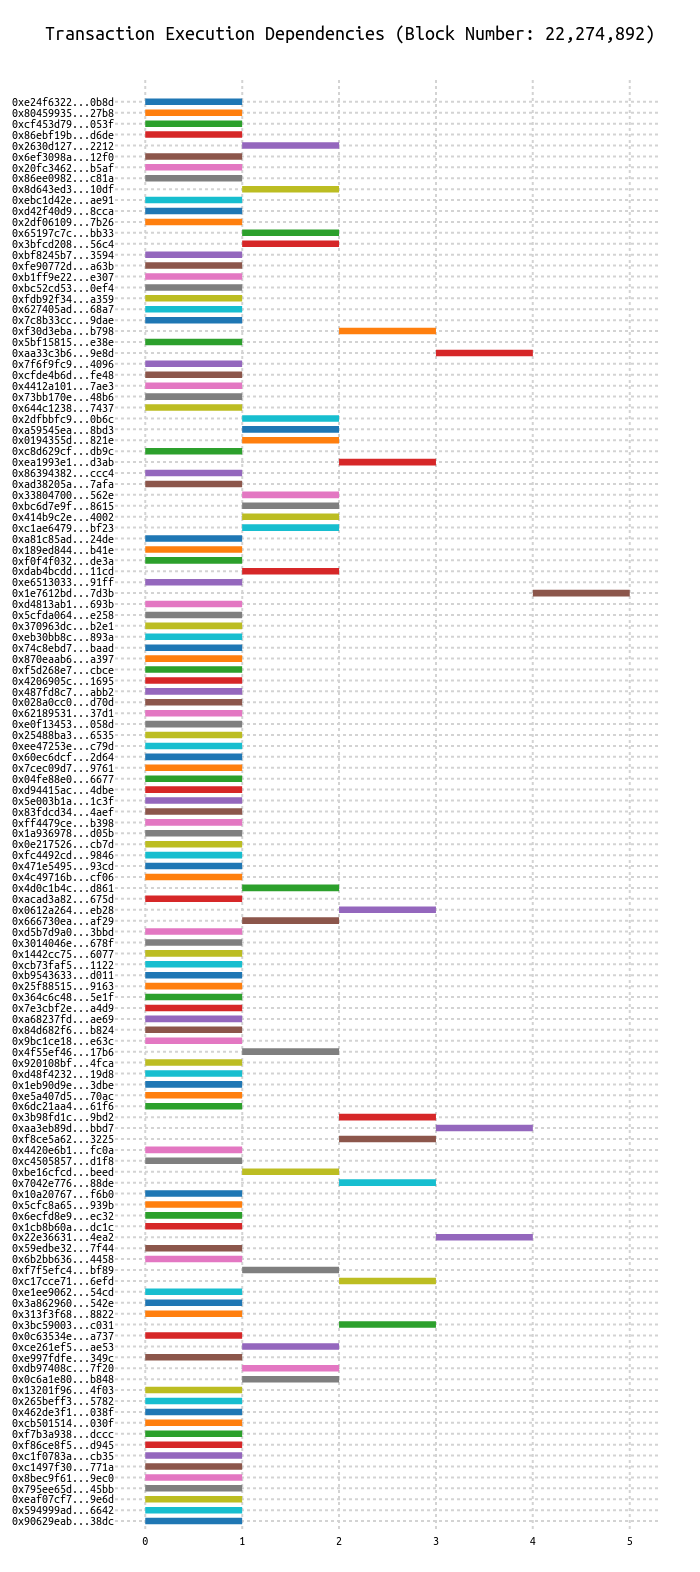 Transaction Execution Dependencies (Block Number: 22,274,892)
0xe24f6322...0b8d
0x80459935...27b8
0xcf453d79...053f
0x86ebf19b...d6de
0x2630d127...2212
0x6ef3098a...12f0
0x20fc3462...b5af
0x86ee0982...c81a
0x8d643ed3...10df
0xebc1d42e...ae91
0xd42f40d9...8cca
0x2df06109...7b26
0x65197c7c...bb33
0x3bfcd208...56c4
0xbf8245b7...3594
0xfe90772d...a63b
0xb1ff9e22...e307
0xbc52cd53...0ef4
0xfdb92f34...a359
0x627405ad...68a7
0x7c8b33cc...9dae
0xf30d3eba...b798
0x5bf15815...e38e
0xaa33c3b6...9e8d
0x7f6f9fc9...4096
0xcfde4b6d...fe48
0x4412a101...7ae3
0x73bb170e...48b6
0x644c1238...7437
0x2dfbbfc9...0b6c
0xa59545ea...8bd3
0x0194355d...821e
0xc8d629cf...db9c
0xea1993e1...d3ab
0x86394382...ccc4
0xad38205a...7afa
0x33804700...562e
0xbc6d7e9f...8615
0x414b9c2e...4002
0xc1ae6479...bf23
0xa81c85ad...24de
0x189ed844...b41e
0xf0f4f032...de3a
0xdab4bcdd...11cd
0xe6513033...91ff
0x1e7612bd...7d3b
0xd4813ab1...693b
0x5cfda064...e258
0x370963dc...b2e1
0xeb30bb8c...893a
0x74c8ebd7...baad
0x870eaab6...a397
0xf5d268e7...cbce
0x4206905c...1695
0x487fd8c7...abb2
0x028a0cc0...d70d
0x62189531...37d1
0xe0f13453...058d
0x25488ba3...6535
0xee47253e...c79d
0x60ec6dcf...2d64
0x7cec09d7...9761
0x04fe88e0...6677
0xd94415ac...4dbe
0x5e003b1a...1c3f
0x83fdcd34...4aef
0xff4479ce...b398
0x1a936978...d05b
0x0e217526...cb7d
0xfc4492cd...9846
0x471e5495...93cd
0x4c49716b...cf06
0x4d0c1b4c...d861
0xacad3a82...675d
0x0612a264...eb28
0x666730ea...af29
0xd5b7d9a0...3bbd
0x3014046e...678f
0x1442cc75...6077
0xcb73faf5...1122
0xb9543633...d011
0x25f88515...9163
0x364c6c48...5e1f
0x7e3cbf2e...a4d9
0xa68237fd...ae69
0x84d682f6...b824
0x9bc1ce18...e63c
0x4f55ef46...17b6
0x920108bf...4fca
0xd48f4232...19d8
0x1eb90d9e...3dbe
0xe5a407d5...70ac
0x6dc21aa4...61f6
0x3b98fd1c...9bd2
0xaa3eb89d...bbd7
0xf8ce5a62...3225
0x4420e6b1...fc0a
0xc4505857...d1f8
0xbe16cfcd...beed
0x7042e776...88de
0x10a20767...f6b0
0x5cfc8a65...939b
0x6ecfd8e9...ec32
0x1cb8b60a...dc1c
0x22e36631...4ea2
0x59edbe32...7f44
0x6b2bb636...4458
0xf7f5efc4...bf89
0xc17cce71...6efd
0xe1ee9062...54cd
0x3a862960...542e
0x313f3f68...8822
0x3bc59003...c031
0x0c63534e...a737
0xce261ef5...ae53
0xe997fdfe...349c
0xdb97408c...7f20
0x0c6a1e80...b848
0x13201f96...4f03
0x265beff3...5782
0x462de3f1...038f
0xcb501514...030f
0xf7b3a938...dccc
0xf86ce8f5...d945
0xc1f0783a...cb35
0xc1497f30...771a
0x8bec9f61...9ec0
0x795ee65d...45bb
0xeaf07cf7...9e6d
0x594999ad...6642
0x90629eab...38dc
0 1 2 3 4 5